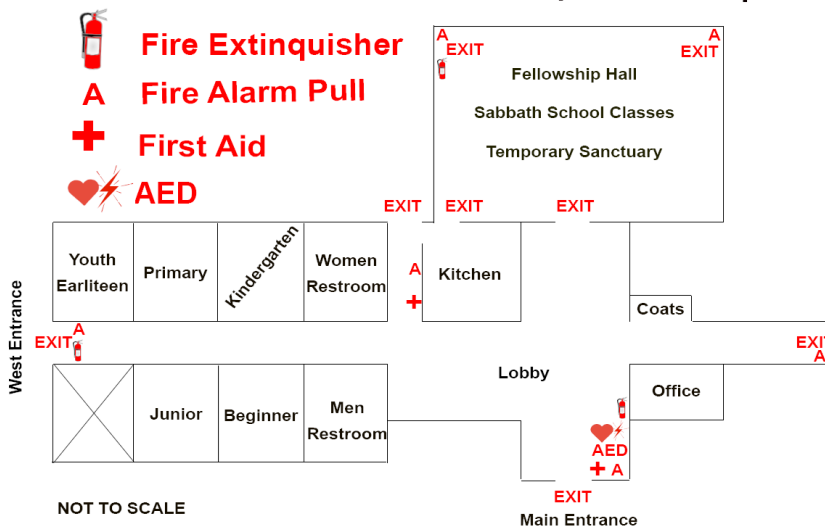 Fire Extinquisher
A Fire Alarm Pull
First Aid
AED
A
EXIT
A
EXIT
Fellowship Hall
Sabbath School Classes
Temporary Sanctuary
EXIT
EXIT
EXIT
Youth
Earliteen
Primary
Kindergarten
Women
Restroom
A
Kitchen
Coats
West Entrance
A
EXIT
Lobby
EXI
A
Junior
Beginner
Men
Restroom
Office
AED
A
EXIT
Main Entrance
NOT TO SCALE